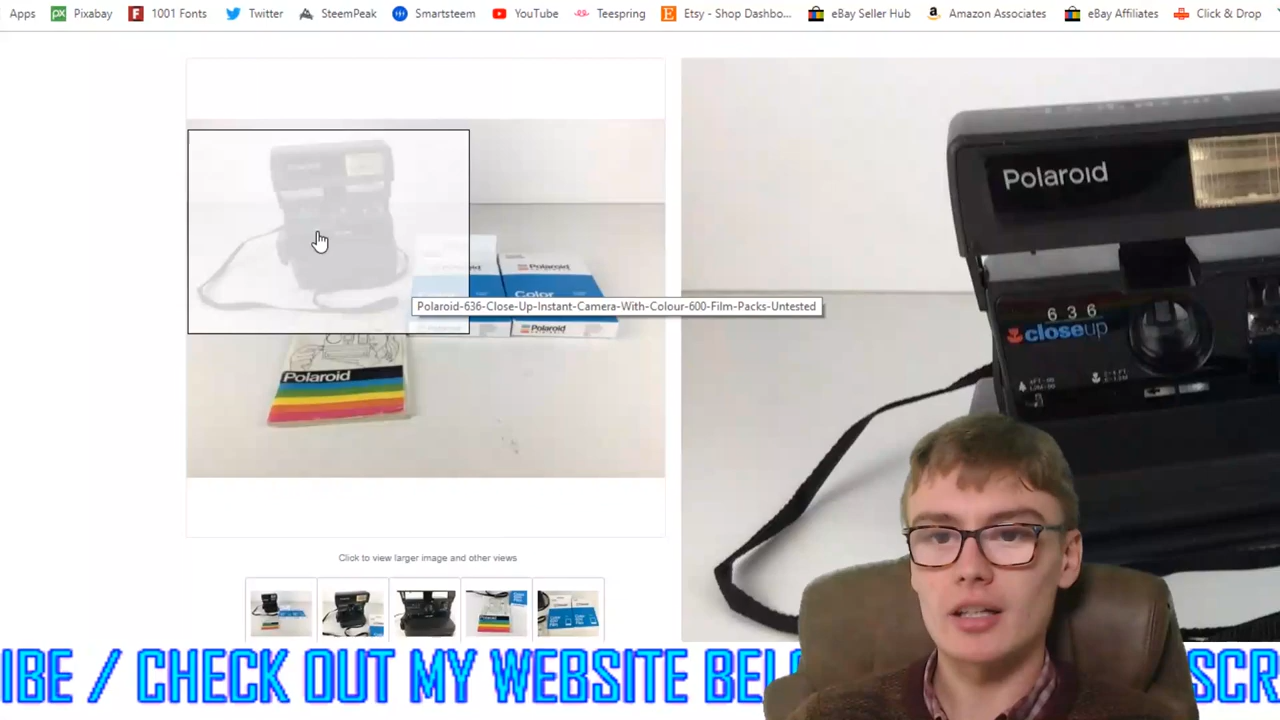 Apps Pixabay 1001 Fonts Twitter SteemPeak Smartsteem YouTube Teespring Etsy - Shop Dashbo... eBay Seller Hub Amazon Associates eBay Affiliates Click & Drop
Polaroid
Polaroid
Color
Polaroid-636-Close-Up-Instant-Camera-With-Colour-600-Film-Packs-Untested
Polaroid
Polaroid
Polaroid
Polaroid
636
closeup
Click to view larger image and other views
IBE / CHECK OUT MY WEBSITE BEL
SCR